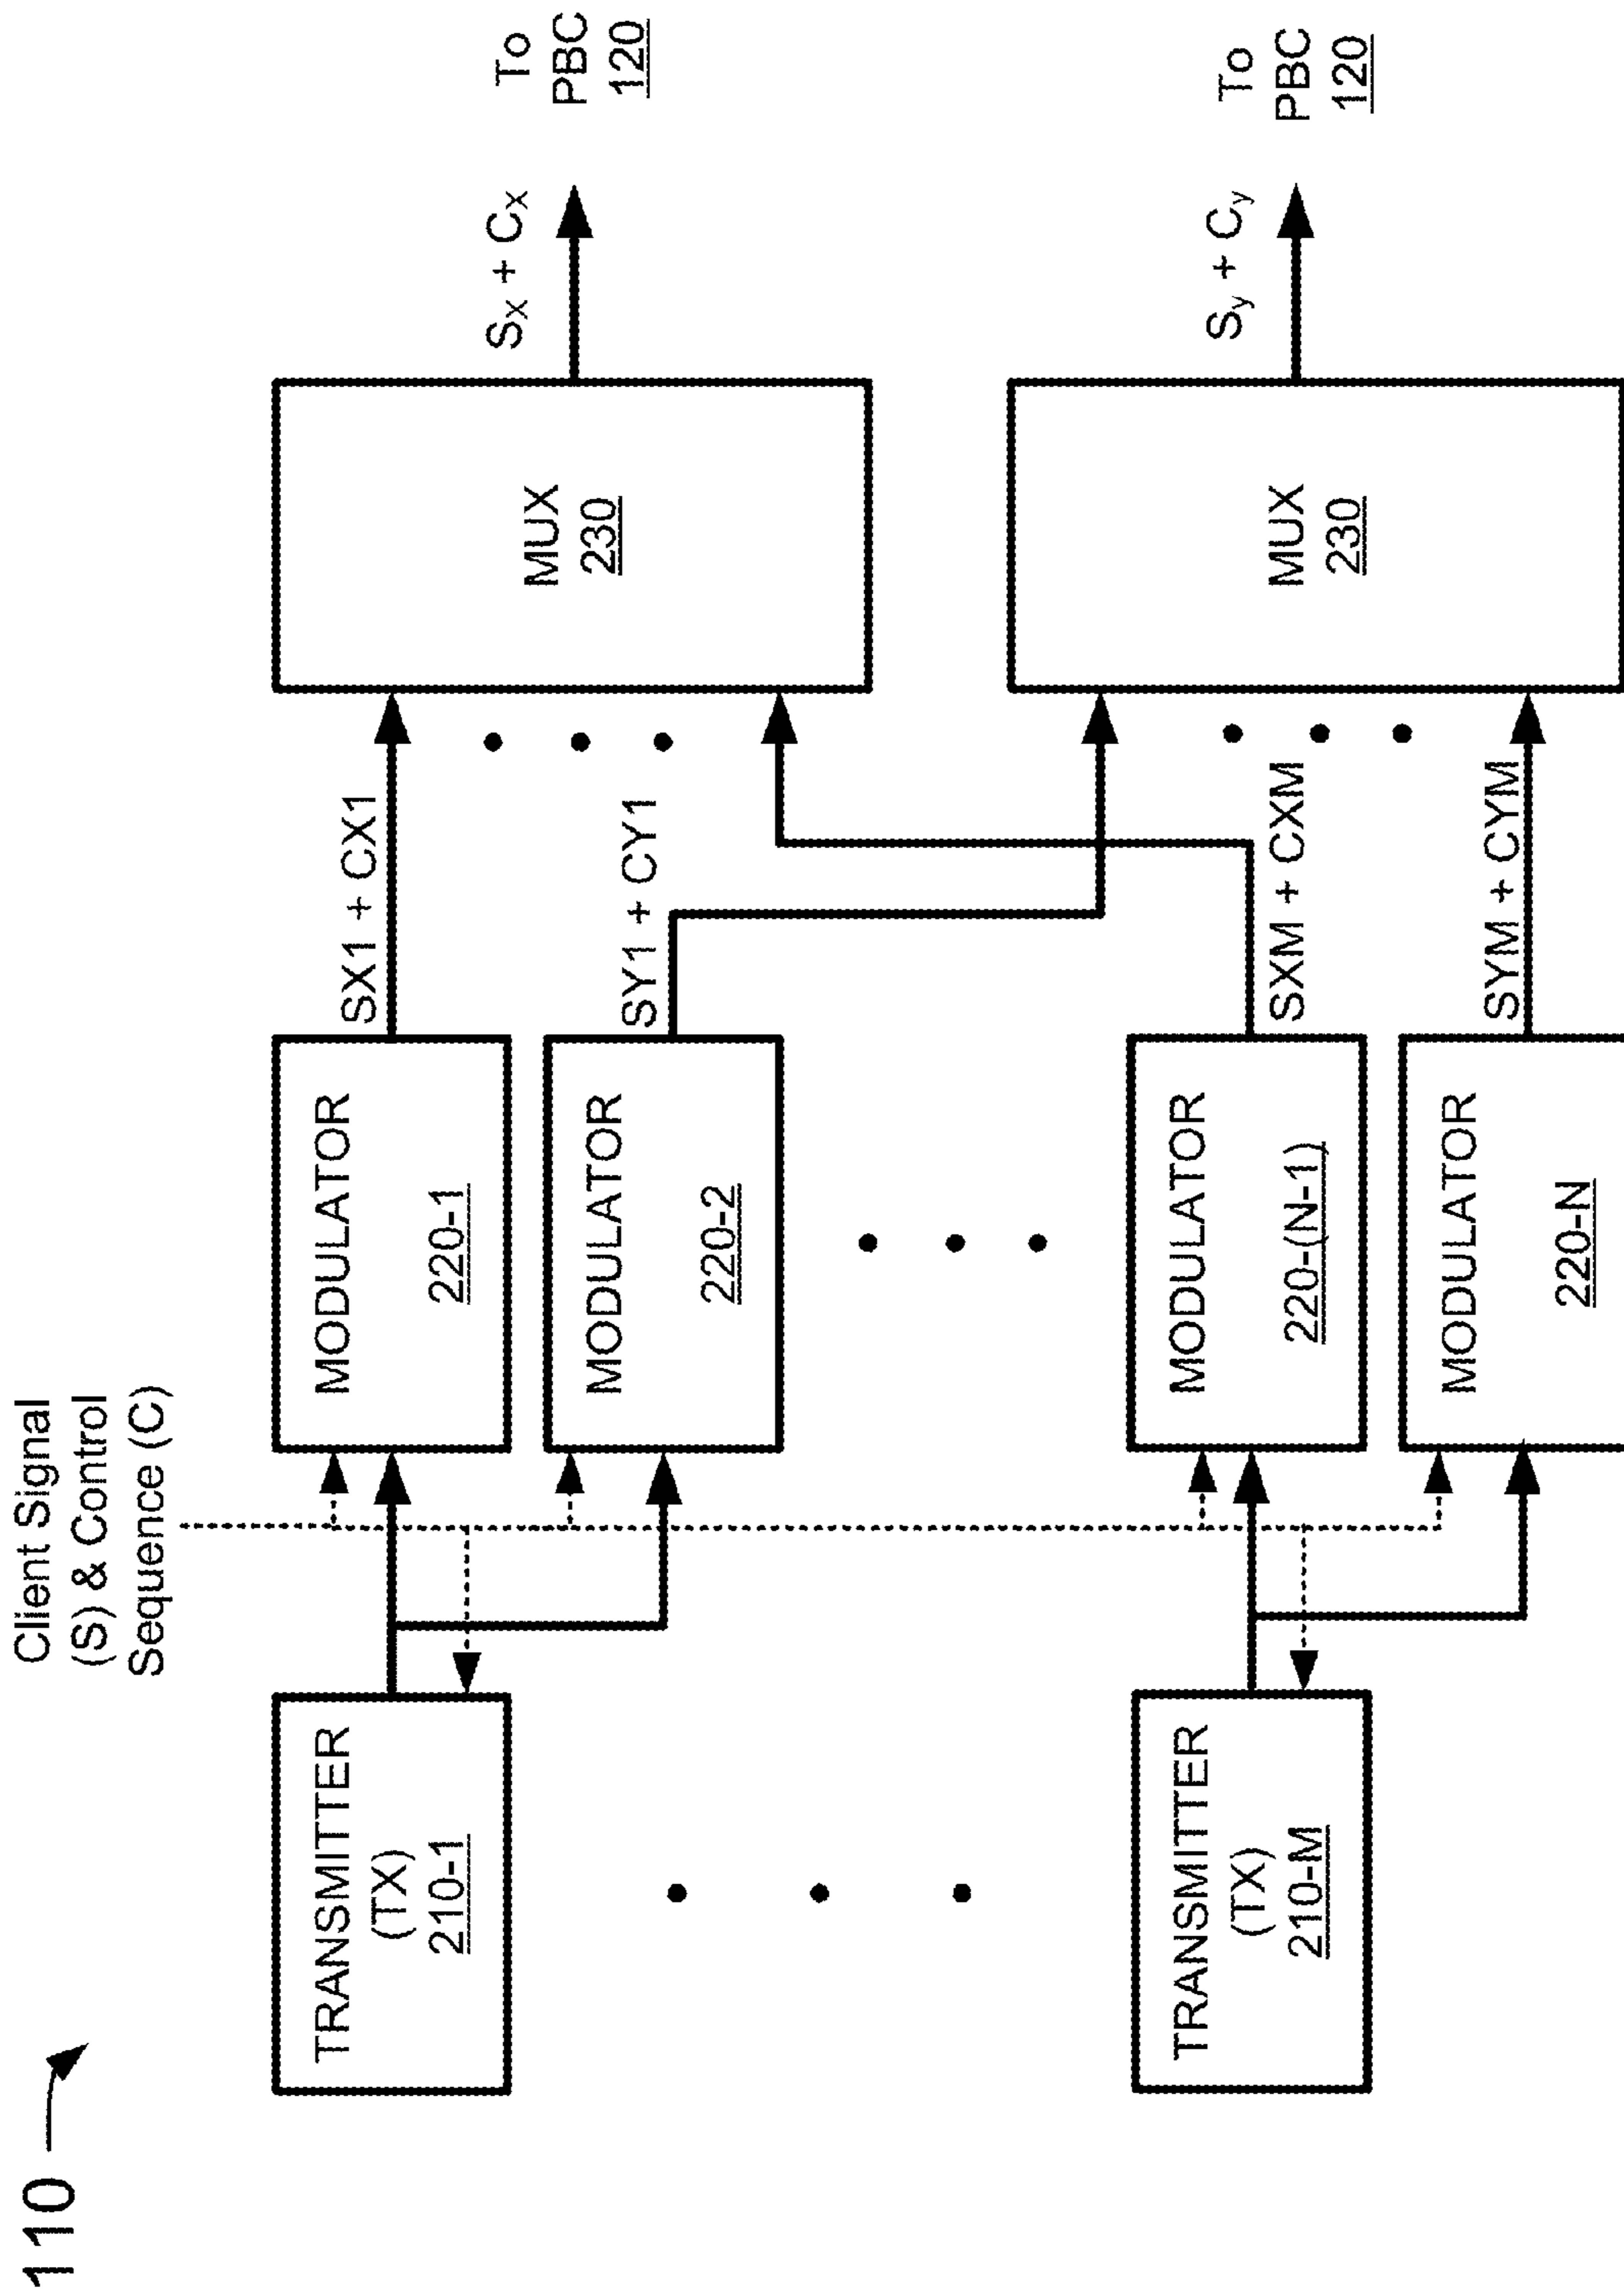 110
Client Signal
(S) & Control
Sequence (C)
TRANSMITTER
(TX)
210-1
MODULATOR
220-1
SX1 + CX1
MUX
230
Sx + Cx
To
PBC
120
MODULATOR
220-2
SY1 + CY1
TRANSMITTER
(TX)
210-M
MODULATOR
220-(N-1)
SXM + CXM
MUX
230
Sy + Cy
To
PBC
120
MODULATOR
220-N
SYM + CYM